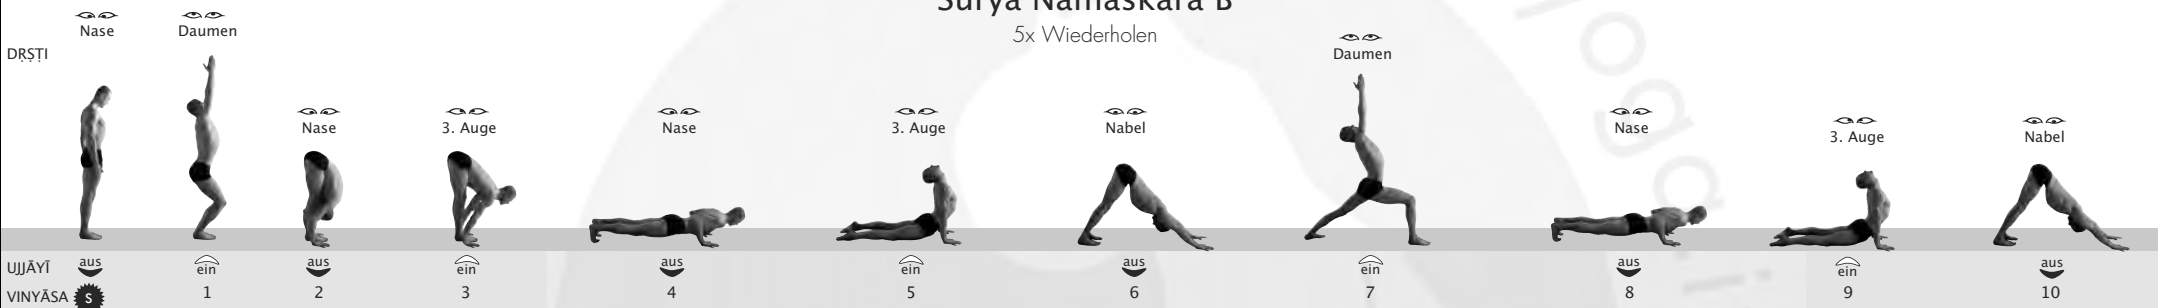 Surya Namaskara B
5x Wiederholen
DṚṢṬI
Nase
Daumen
Nase
3. Auge
Nase
3. Auge
Nabel
Daumen
Nase
3. Auge
Nabel
UJJĀYĪ
aus
ein
aus
ein
aus
ein
aus
ein
aus
ein
aus
VINYĀSA
S
1
2
3
4
5
6
7
8
9
10